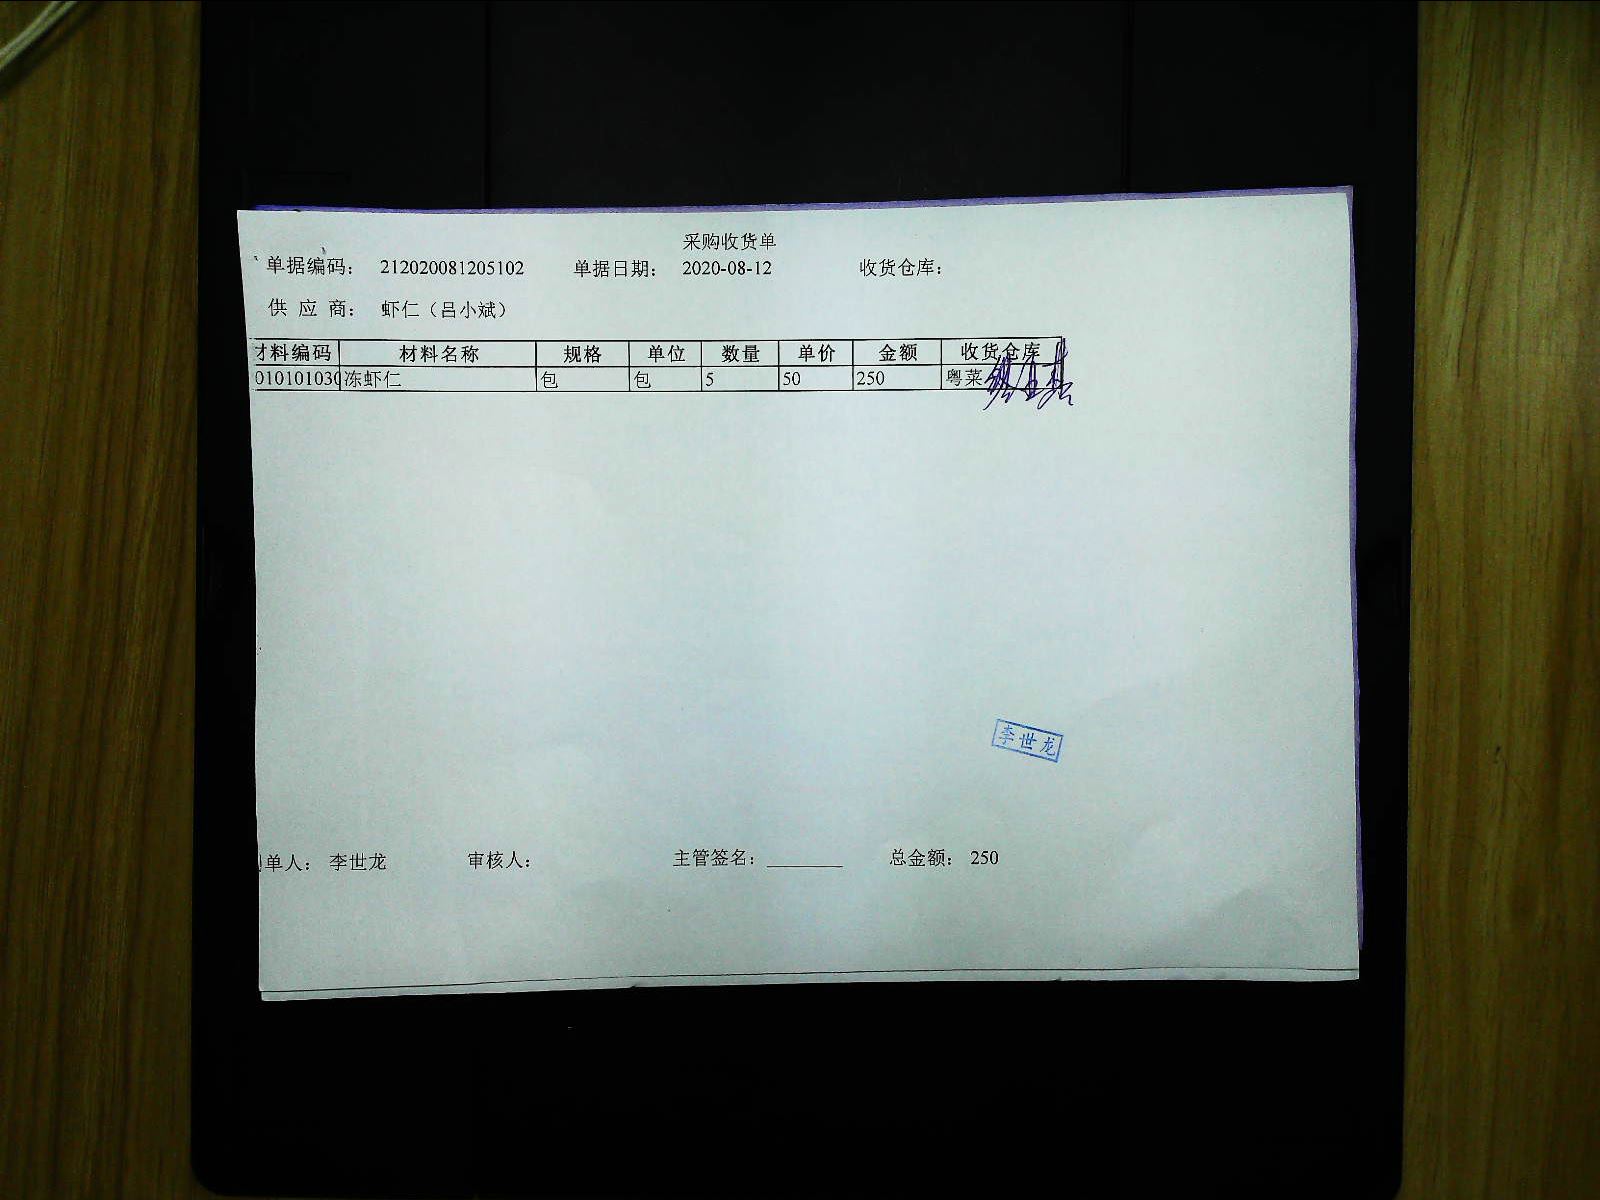 采购收货单
单据编码： 212020081205102 单据日期： 2020-08-12 收货仓库：
供 应 商： 虾仁（吕小斌）
材料编码 材料名称 规格 单位 数量 单价 金额 收货仓库
010101030 冻虾仁 包 包 5 50 250 粤菜
李世龙
单人： 李世龙 审核人： 主管签名： 总金额： 250